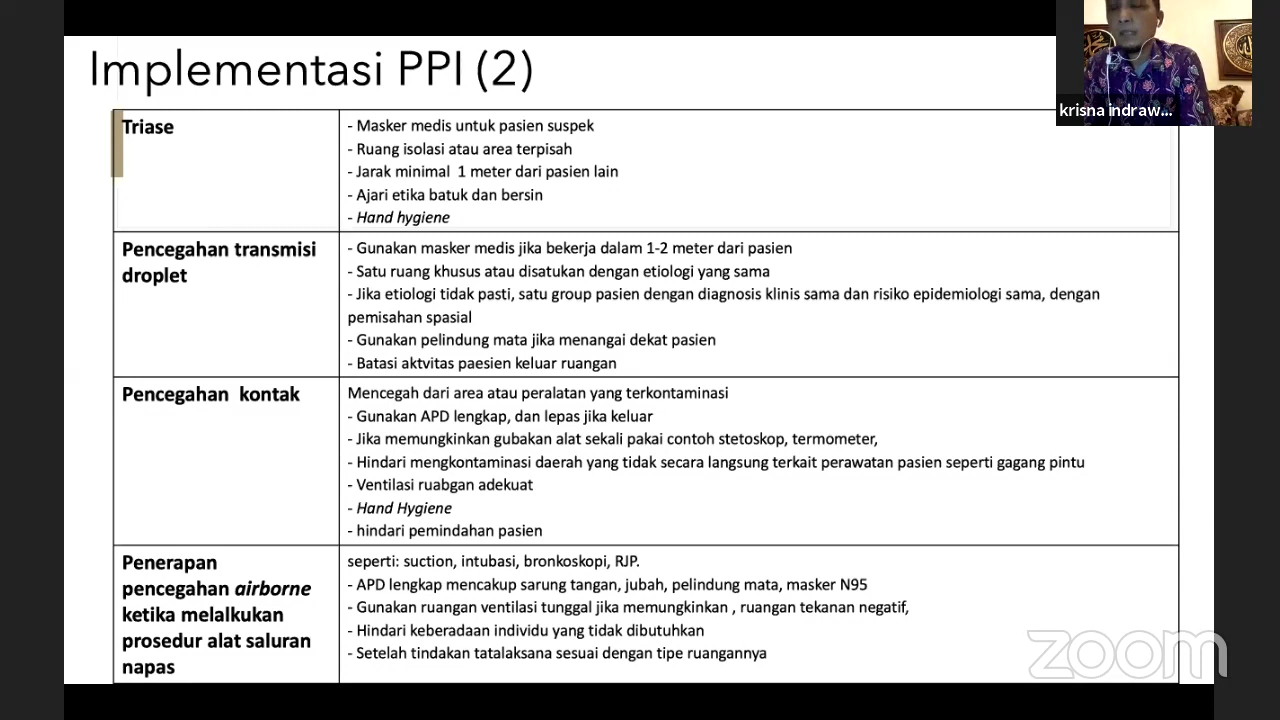 Implementasi PPI (2)
krisna indraw...
Triase
- Masker medis untuk pasien suspek
- Ruang isolasi atau area terpisah
- Jarak minimal 1 meter dari pasien lain
- Ajari etika batuk dan bersin
- Hand hygiene
Pencegahan transmisi
droplet
- Gunakan masker medis jika bekerja dalam 1-2 meter dari pasien
- Satu ruang khusus atau disatukan dengan etiologi yang sama
- Jika etiologi tidak pasti, satu group pasien dengan diagnosis klinis sama dan risiko epidemiologi sama, dengan
pemisahan spasial
- Gunakan pelindung mata jika menangai dekat pasien
- Batasi aktvitas paesien keluar ruangan
Pencegahan kontak
Mencegah dari area atau peralatan yang terkontaminasi
- Gunakan APD lengkap, dan lepas jika keluar
- Jika memungkinkan gubakan alat sekali pakai contoh stetoskop, termometer,
- Hindari mengkontaminasi daerah yang tidak secara langsung terkait perawatan pasien seperti gagang pintu
- Ventilasi ruabgan adekuat
- Hand Hygiene
- hindari pemindahan pasien
Penerapan
pencegahan airborne
ketika melalkukan
prosedur alat saluran
napas
seperti: suction, intubasi, bronkoskopi, RJP.
- APD lengkap mencakup sarung tangan, jubah, pelindung mata, masker N95
- Gunakan ruangan ventilasi tunggal jika memungkinkan , ruangan tekanan negatif,
- Hindari keberadaan individu yang tidak dibutuhkan
- Setelah tindakan tatalaksana sesuai dengan tipe ruangannya
zoom